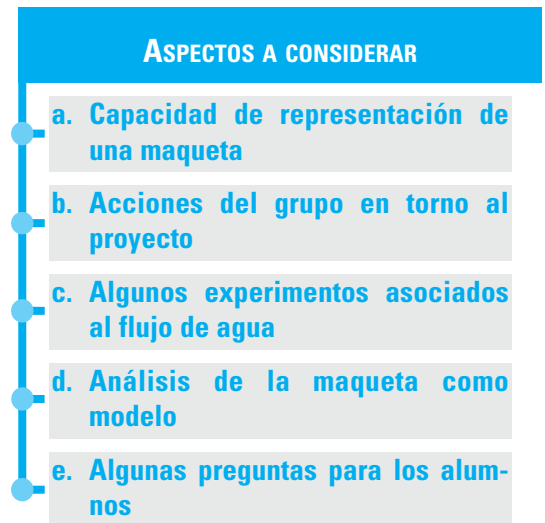 ASPECTOS A CONSIDERAR
a. Capacidad de representación de
una maqueta
b. Acciones del grupo en torno al
proyecto
c. Algunos experimentos asociados
al flujo de agua
d. Análisis de la maqueta como
modelo
e. Algunas preguntas para los alum-
nos